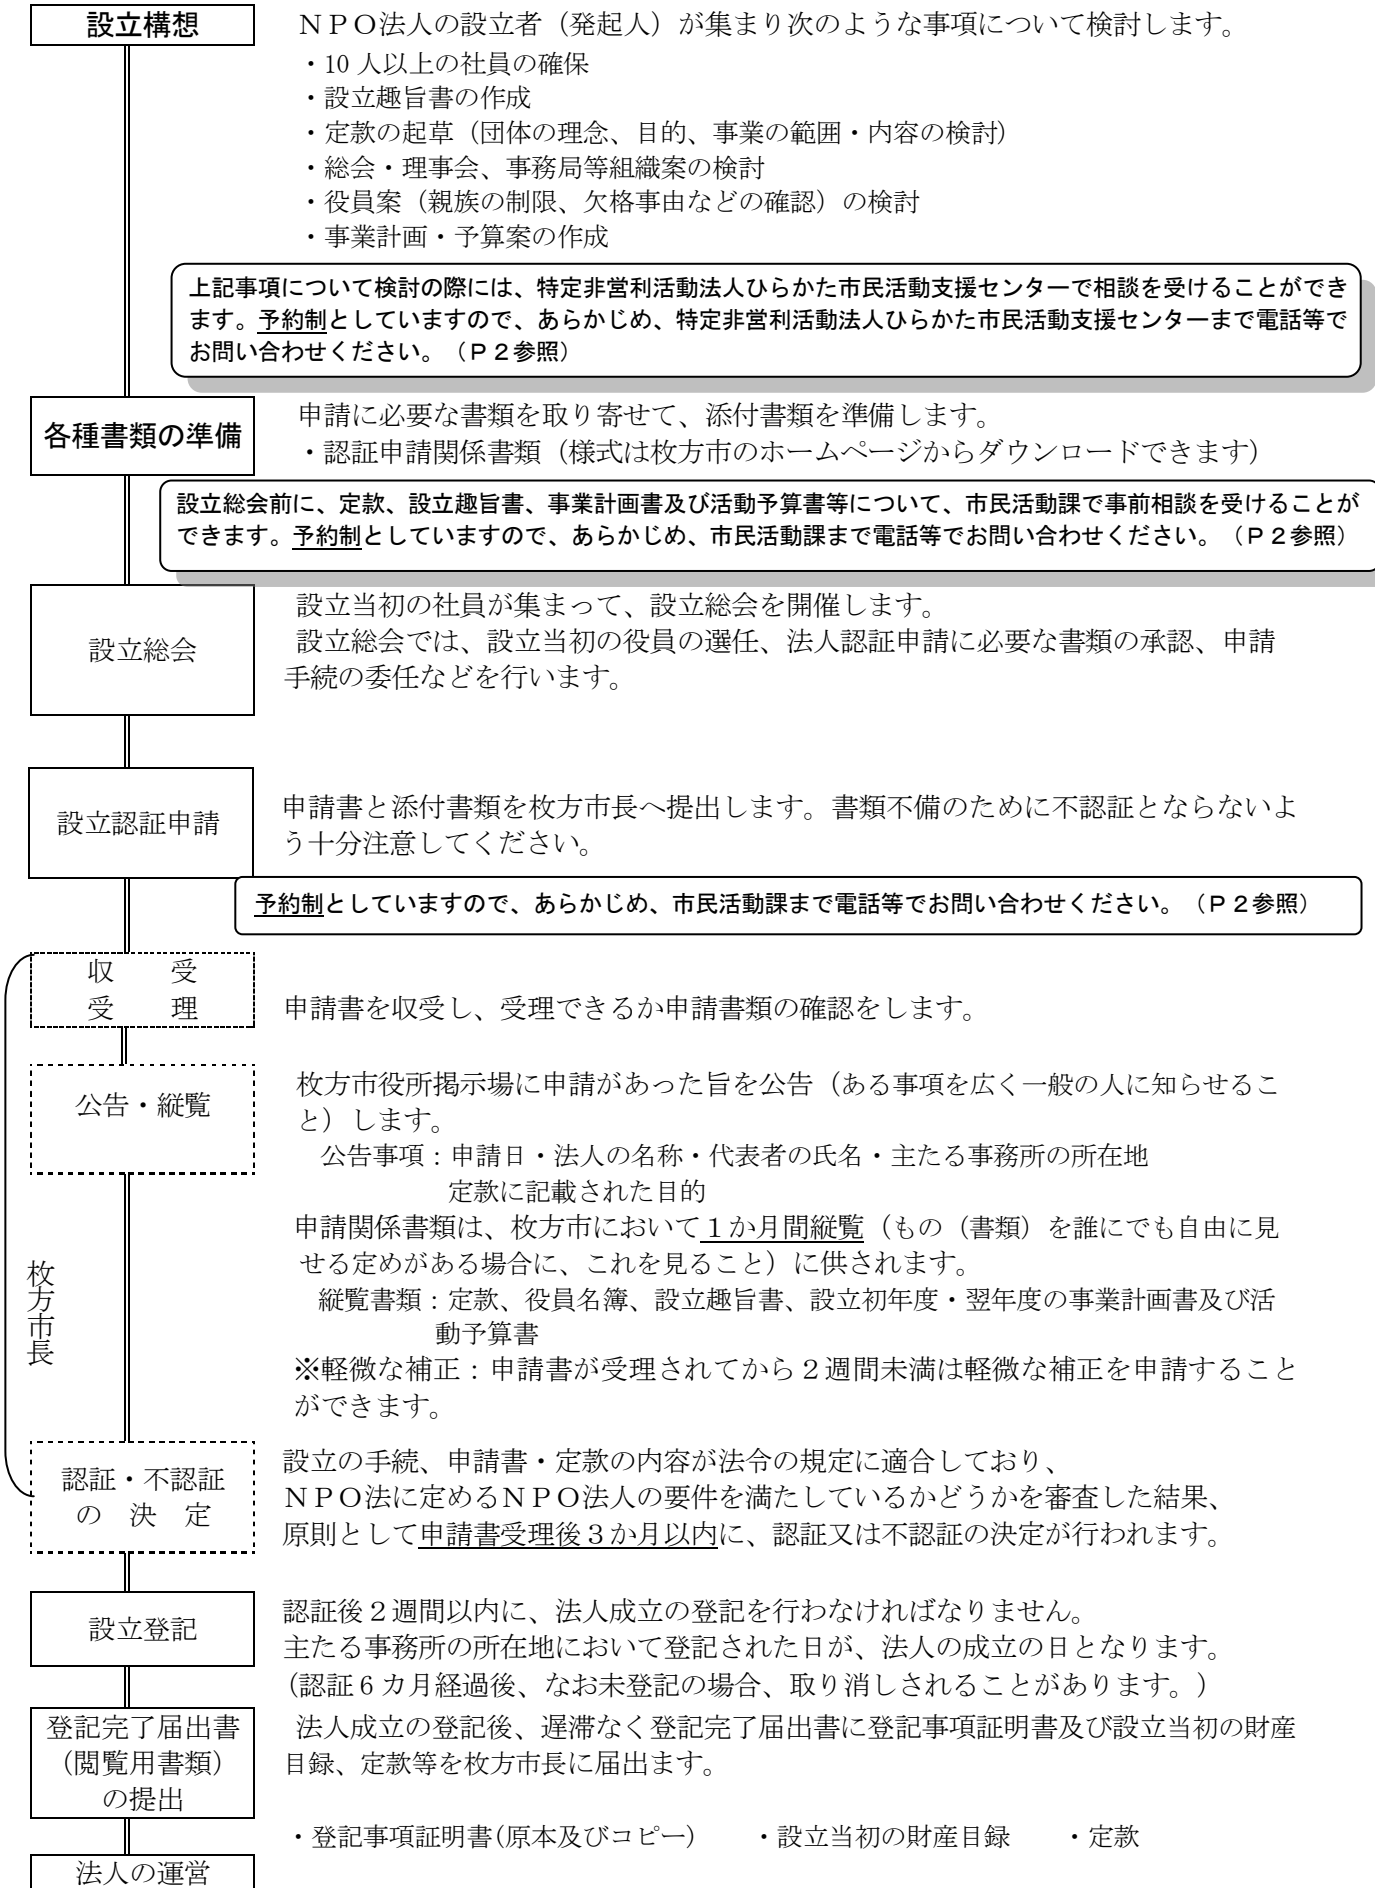 設立構想
ＮＰＯ法人の設立者（発起人）が集まり次のような事項について検討します。
・10 人以上の社員の確保
・設立趣旨書の作成
・定款の起草（団体の理念、目的、事業の範囲・内容の検討）
・総会・理事会、事務局等組織案の検討
・役員案（親族の制限、欠格事由などの確認）の検討
・事業計画・予算案の作成
上記事項について検討の際には、特定非営利活動法人ひらかた市民活動支援センターで相談を受けることができ
ます。予約制としていますので、あらかじめ、特定非営利活動法人ひらかた市民活動支援センターまで電話等で
お問い合わせください。（Ｐ２参照）
各種書類の準備
申請に必要な書類を取り寄せて、添付書類を準備します。
・認証申請関係書類（様式は枚方市のホームページからダウンロードできます）
設立総会前に、定款、設立趣旨書、事業計画書及び活動予算書等について、市民活動課で事前相談を受けることが
できます。予約制としていますので、あらかじめ、市民活動課まで電話等でお問い合わせください。（Ｐ２参照）
設立総会
設立当初の社員が集まって、設立総会を開催します。
設立総会では、設立当初の役員の選任、法人認証申請に必要な書類の承認、申請
手続の委任などを行います。
設立認証申請
申請書と添付書類を枚方市長へ提出します。書類不備のために不認証とならないよ
う十分注意してください。
予約制としていますので、あらかじめ、市民活動課まで電話等でお問い合わせください。（Ｐ２参照）
収　　受
受　　理
申請書を収受し、受理できるか申請書類の確認をします。
公告・縦覧
枚方市役所掲示場に申請があった旨を公告（ある事項を広く一般の人に知らせるこ
と）します。
公告事項：申請日・法人の名称・代表者の氏名・主たる事務所の所在地
定款に記載された目的
申請関係書類は、枚方市において１か月間縦覧（もの（書類）を誰にでも自由に見
せる定めがある場合に、これを見ること）に供されます。
縦覧書類：定款、役員名簿、設立趣旨書、設立初年度・翌年度の事業計画書及び活
動予算書
※軽微な補正：申請書が受理されてから２週間未満は軽微な補正を申請すること
ができます。
枚方市長
認証・不認証
の　決　定
設立の手続、申請書・定款の内容が法令の規定に適合しており、
ＮＰＯ法に定めるＮＰＯ法人の要件を満たしているかどうかを審査した結果、
原則として申請書受理後３か月以内に、認証又は不認証の決定が行われます。
設立登記
認証後２週間以内に、法人成立の登記を行わなければなりません。
主たる事務所の所在地において登記された日が、法人の成立の日となります。
（認証６カ月経過後、なお未登記の場合、取り消しされることがあります。）
登記完了届出書
（閲覧用書類）
の提出
法人成立の登記後、遅滞なく登記完了届出書に登記事項証明書及び設立当初の財産
目録、定款等を枚方市長に届出ます。
・登記事項証明書(原本及びコピー)　　・設立当初の財産目録　　・定款
法人の運営